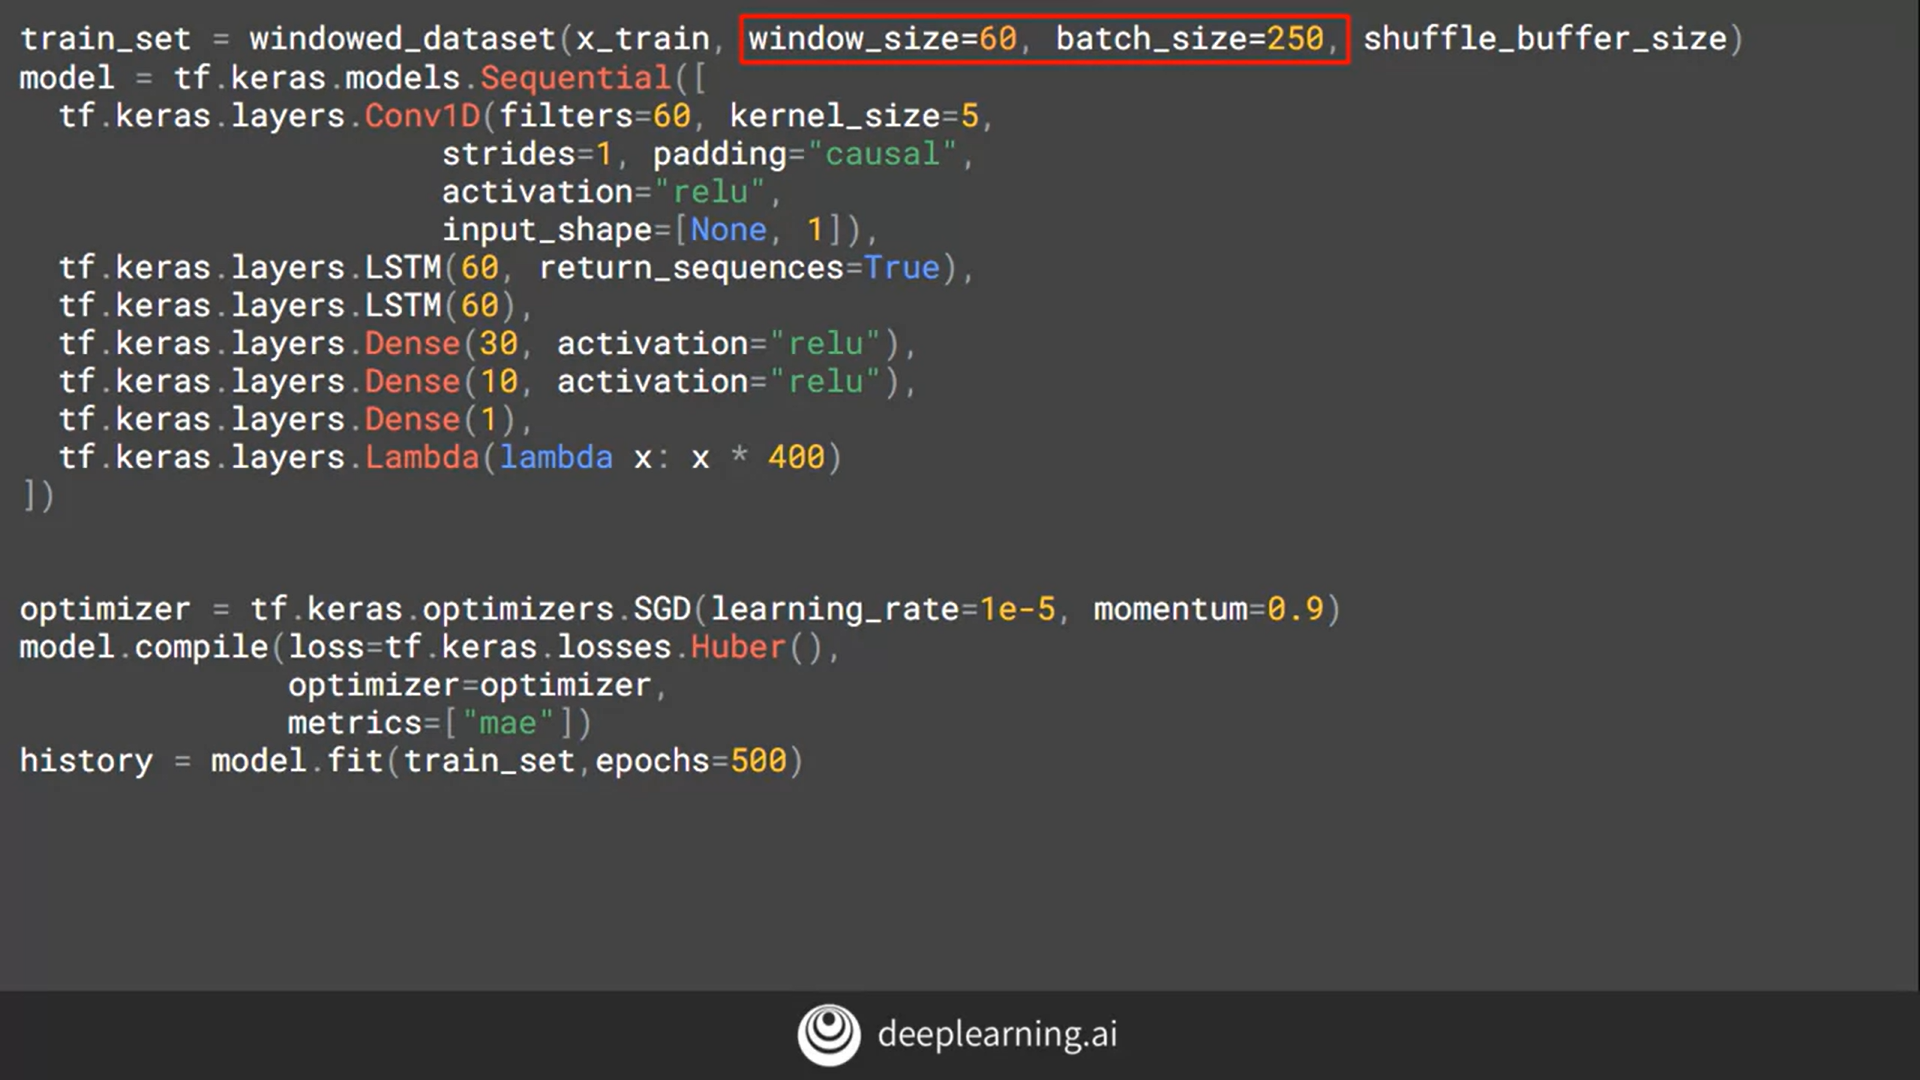 train_set = windowed_dataset(x_train, window_size=60, batch_size=250, shuffle_buffer_size)
model = tf.keras.models.Sequential([
  tf.keras.layers.Conv1D(filters=60, kernel_size=5,
                      strides=1, padding="causal",
                      activation="relu",
                      input_shape=[None, 1]),
  tf.keras.layers.LSTM(60, return_sequences=True),
  tf.keras.layers.LSTM(60),
  tf.keras.layers.Dense(30, activation="relu"),
  tf.keras.layers.Dense(10, activation="relu"),
  tf.keras.layers.Dense(1),
  tf.keras.layers.Lambda(lambda x: x * 400)
])
optimizer = tf.keras.optimizers.SGD(learning_rate=1e-5, momentum=0.9)
model.compile(loss=tf.keras.losses.Huber(),
              optimizer=optimizer,
              metrics=["mae"])
history = model.fit(train_set,epochs=500)
deeplearning.ai